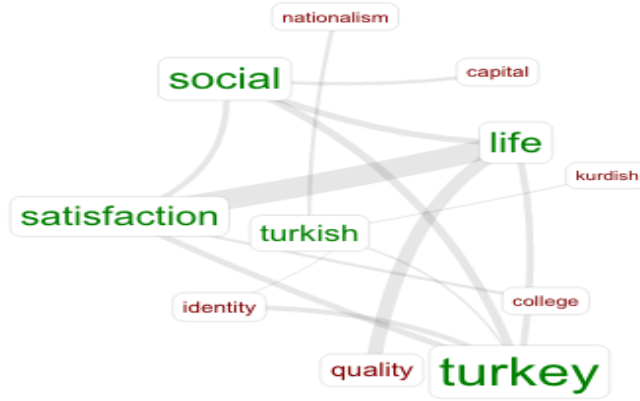 nationalism
social
capital
life
kurdish
satisfaction
turkish
college
identity
quality
turkey